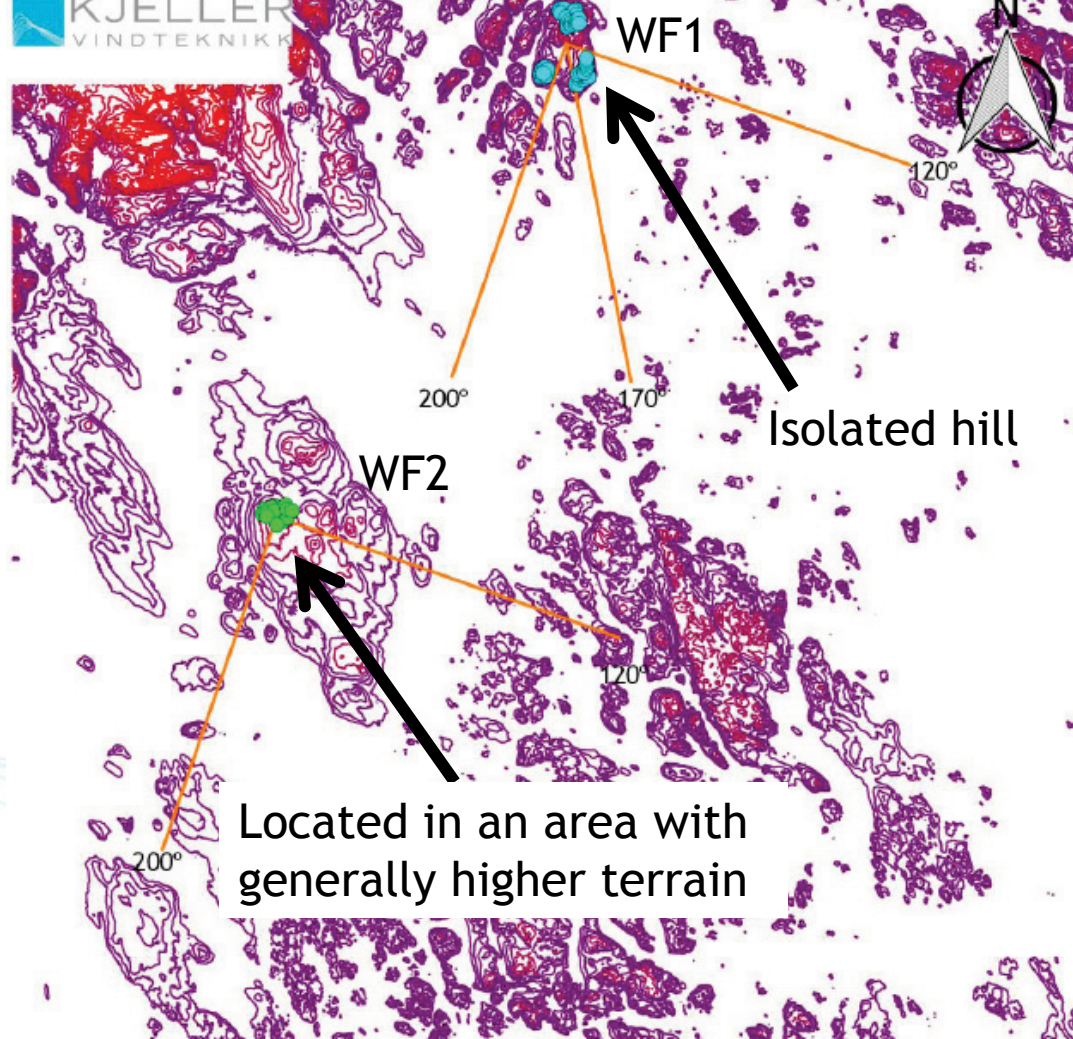 KJELLER
VINDTEKNIKK
WF1
N
120°
200°
170°
Isolated hill
WF2
120°
Located in an area with
generally higher terrain
200°